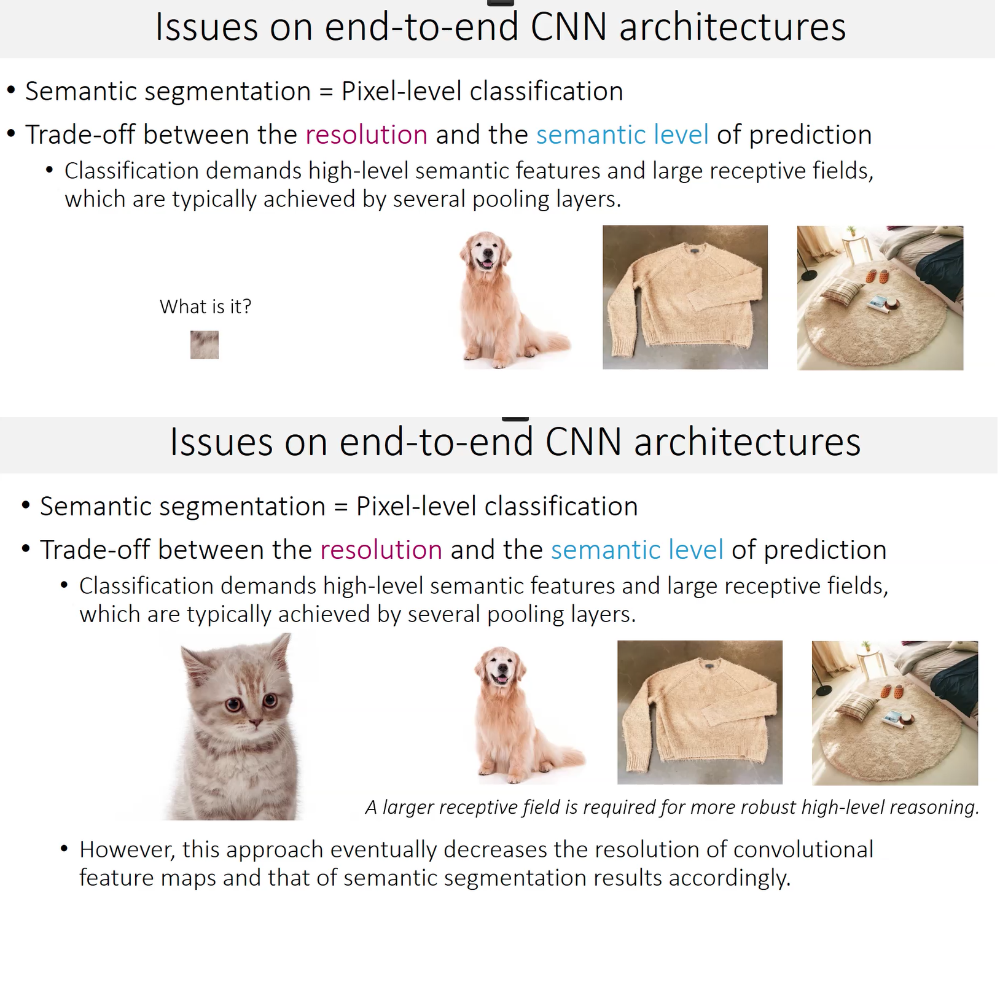 Issues on end-to-end CNN architectures
• Semantic segmentation = Pixel-level classification
• Trade-off between the resolution and the semantic level of prediction
• Classification demands high-level semantic features and large receptive fields,
which are typically achieved by several pooling layers.
What is it?
Issues on end-to-end CNN architectures
• Semantic segmentation = Pixel-level classification
• Trade-off between the resolution and the semantic level of prediction
• Classification demands high-level semantic features and large receptive fields,
which are typically achieved by several pooling layers.
A larger receptive field is required for more robust high-level reasoning.
• However, this approach eventually decreases the resolution of convolutional
feature maps and that of semantic segmentation results accordingly.